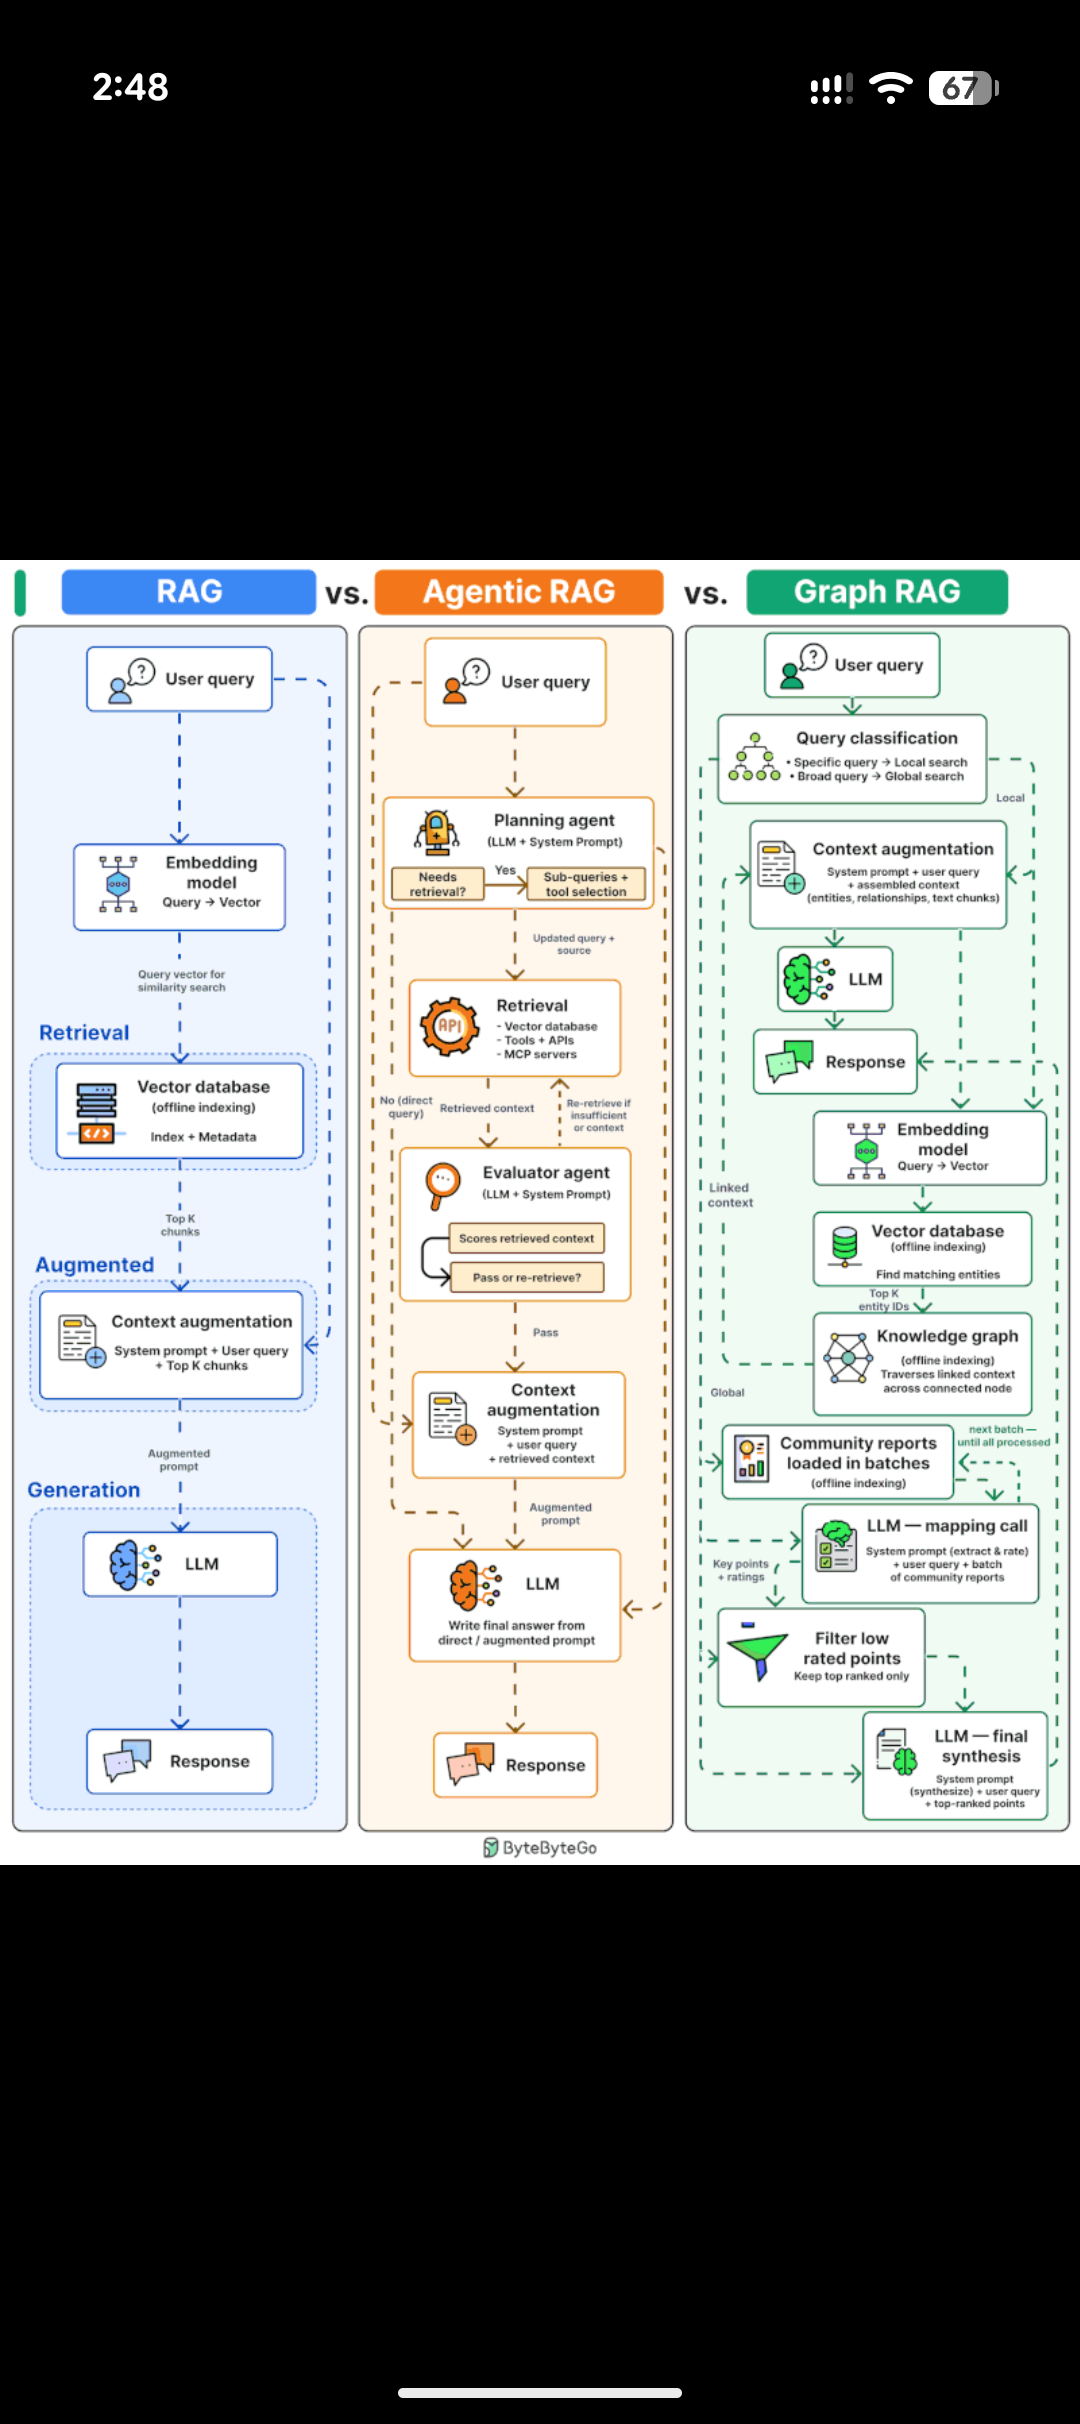 2:48
67
RAG
vs.
Agentic RAG
vs.
Graph RAG
?
User query
Embedding
model
Query → Vector
Query vector for
similarity search
Retrieval
Vector database
(offline indexing)
Index + Metadata
Top K
chunks
Augmented
Context augmentation
System prompt + User query
+ Top K chunks
Augmented
prompt
Generation
LLM
Response
?
User query
Planning agent
(LLM + System Prompt)
Needs
retrieval?
Yes
Sub-queries +
tool selection
Updated query +
source
API
Retrieval
- Vector database
- Tools + APIs
- MCP servers
No (direct
query)
Retrieved context
Re-retrieve if
insufficient
or context
Evaluator agent
(LLM + System Prompt)
Scores retrieved context
Pass or re-retrieve?
Pass
Context
augmentation
System prompt
+ user query
+ retrieved context
Augmented
prompt
LLM
Write final answer from
direct / augmented prompt
Response
?
User query
Query classification
• Specific query → Local search
• Broad query → Global search
Local
Context augmentation
System prompt + user query
+ assembled context
(entities, relationships, text chunks)
LLM
Response
Embedding
model
Query → Vector
Linked
context
Vector database
(offline indexing)
Find matching entities
Top K
entity IDs
Knowledge graph
(offline indexing)
Traverses linked context
across connected node
Global
Community reports
loaded in batches
(offline indexing)
next batch —
until all processed
LLM — mapping call
System prompt (extract & rate)
+ user query + batch
of community reports
Key points
+ ratings
Filter low
rated points
Keep top ranked only
LLM — final
synthesis
System prompt
(synthesize) + user query
+ top-ranked points
ByteByteGo